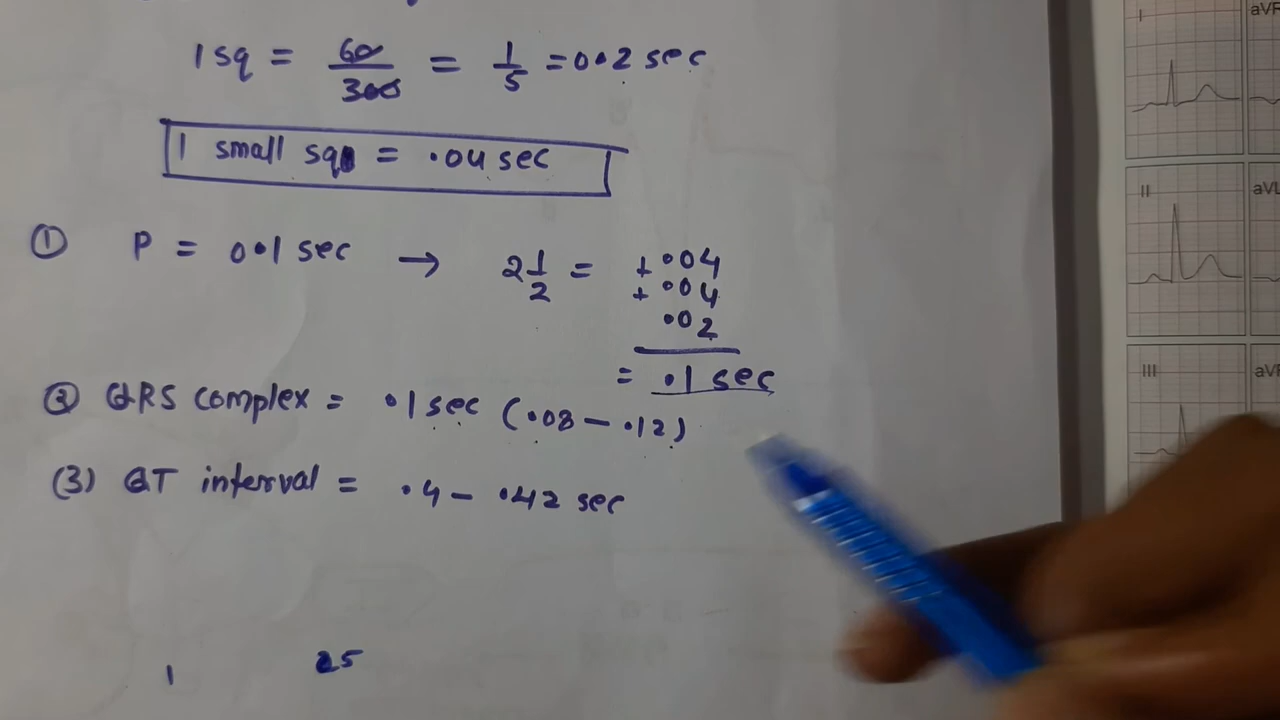 1 sq = 60/300 = 1/5 = 0.2 sec
1 small sq = .04 sec
① P = 0.1 sec → 2 1/2 = + .04
+ .04
.02
= .1 sec
② QRS complex = .1 sec (.08 – .12)
(3) QT interval = .4 – .42 sec
1 25
I
aVR
II
aVL
III
aVF